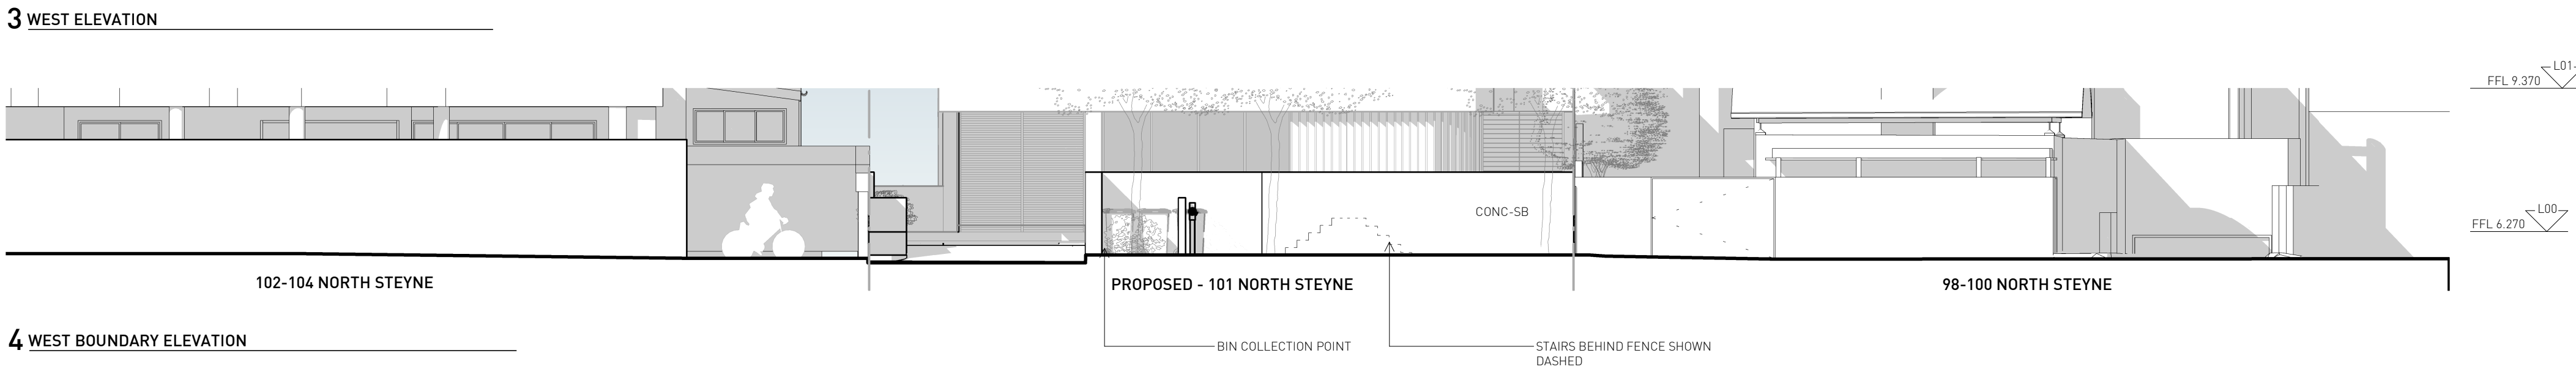 3 WEST ELEVATION
L01
FFL 9.370
CONC-SB
L00
FFL 6.270
102-104 NORTH STEYNE
PROPOSED - 101 NORTH STEYNE
98-100 NORTH STEYNE
4 WEST BOUNDARY ELEVATION
BIN COLLECTION POINT
STAIRS BEHIND FENCE SHOWN
DASHED